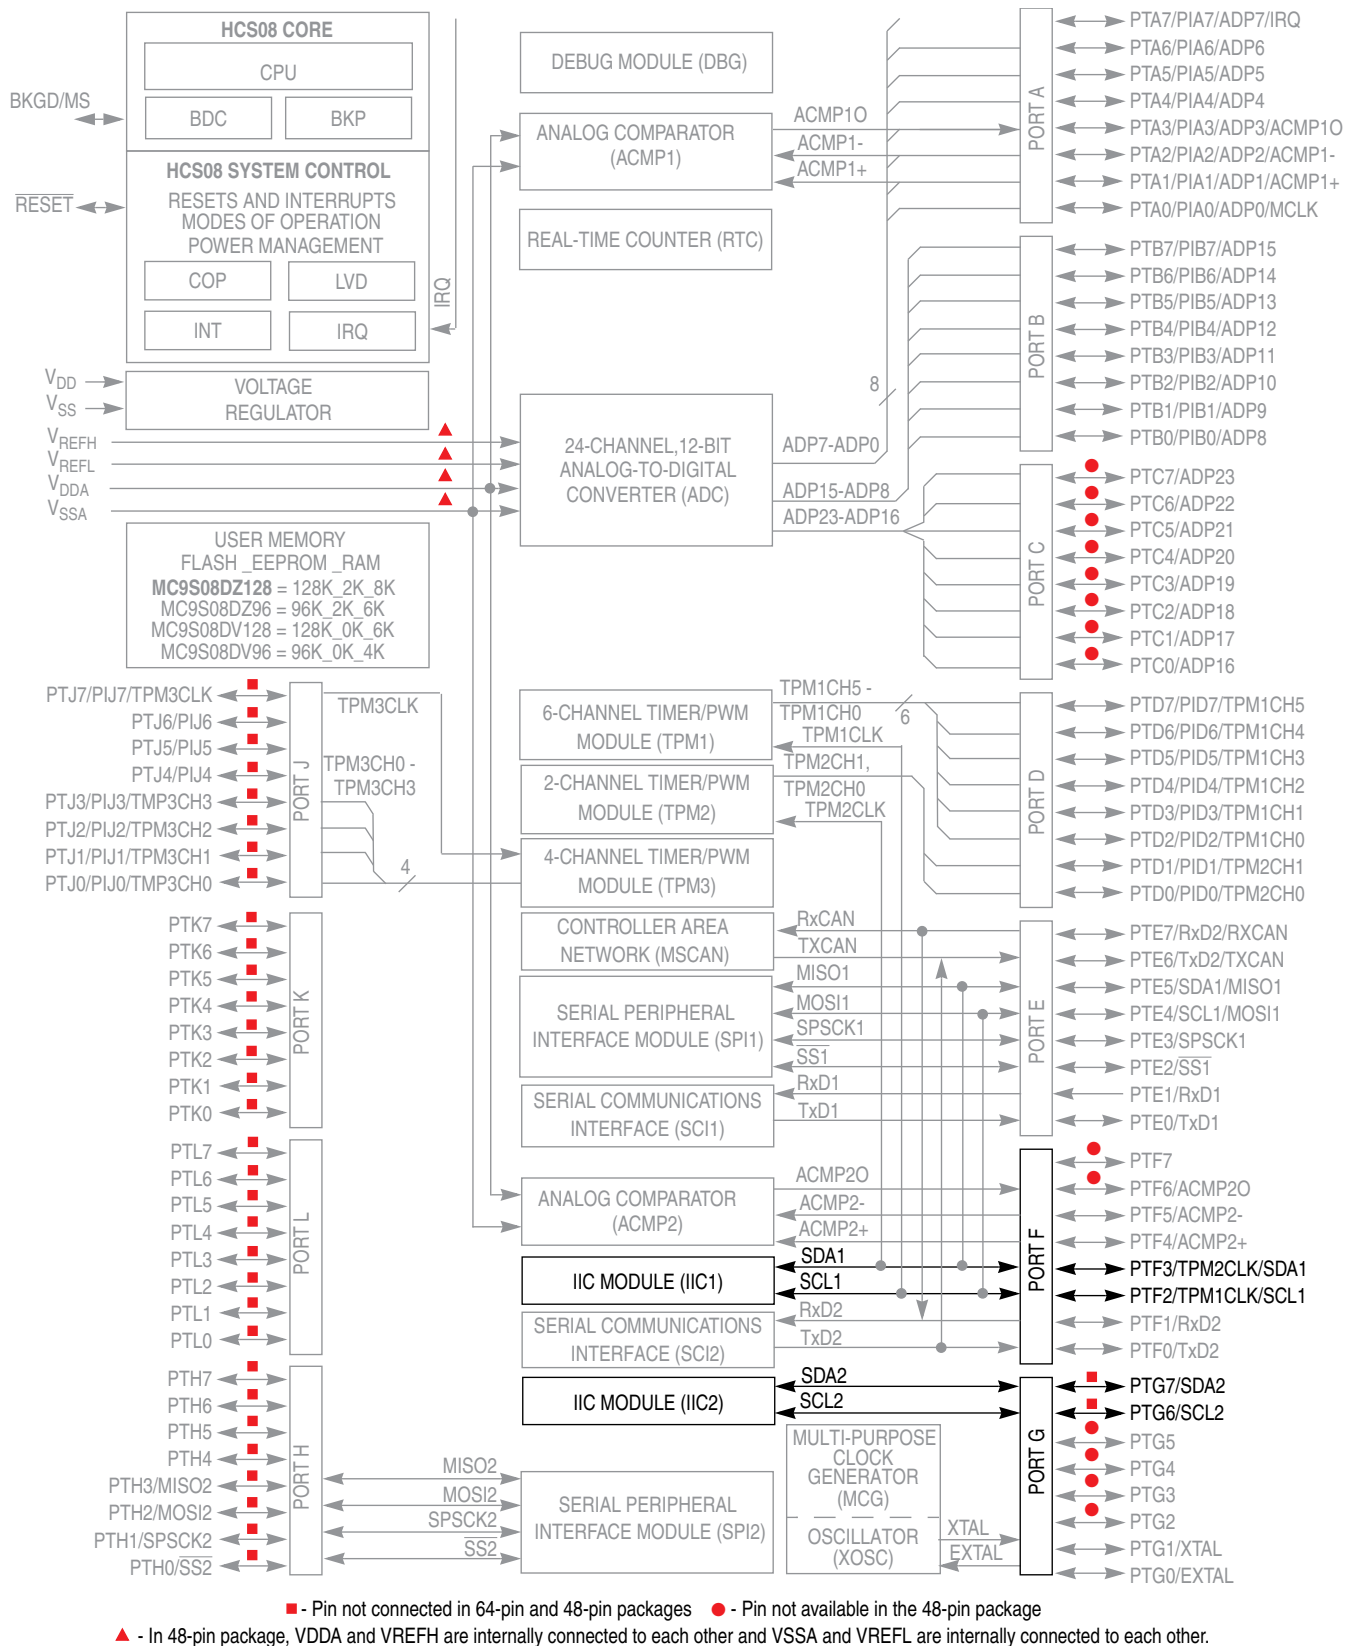 HCS08 CORE
CPU
BDC
BKP
BKGD/MS
HCS08 SYSTEM CONTROL
RESETS AND INTERRUPTS
MODES OF OPERATION
POWER MANAGEMENT
COP
LVD
INT
IRQ
RESET
IRQ
VOLTAGE
REGULATOR
VDD
VSS
VREFH
VREFL
VDDA
VSSA
USER MEMORY
FLASH _EEPROM _RAM
MC9S08DZ128 = 128K_2K_8K
MC9S08DZ96 = 96K_2K_6K
MC9S08DV128 = 128K_0K_6K
MC9S08DV96 = 96K_0K_4K
DEBUG MODULE (DBG)
ANALOG COMPARATOR
(ACMP1)
ACMP1O
ACMP1-
ACMP1+
REAL-TIME COUNTER (RTC)
24-CHANNEL,12-BIT
ANALOG-TO-DIGITAL
CONVERTER (ADC)
8
ADP7-ADP0
ADP15-ADP8
ADP23-ADP16
PORT A
PTA7/PIA7/ADP7/IRQ
PTA6/PIA6/ADP6
PTA5/PIA5/ADP5
PTA4/PIA4/ADP4
PTA3/PIA3/ADP3/ACMP1O
PTA2/PIA2/ADP2/ACMP1-
PTA1/PIA1/ADP1/ACMP1+
PTA0/PIA0/ADP0/MCLK
PORT B
PTB7/PIB7/ADP15
PTB6/PIB6/ADP14
PTB5/PIB5/ADP13
PTB4/PIB4/ADP12
PTB3/PIB3/ADP11
PTB2/PIB2/ADP10
PTB1/PIB1/ADP9
PTB0/PIB0/ADP8
PORT C
PTC7/ADP23
PTC6/ADP22
PTC5/ADP21
PTC4/ADP20
PTC3/ADP19
PTC2/ADP18
PTC1/ADP17
PTC0/ADP16
PTJ7/PIJ7/TPM3CLK
PTJ6/PIJ6
PTJ5/PIJ5
PTJ4/PIJ4
PTJ3/PIJ3/TMP3CH3
PTJ2/PIJ2/TPM3CH2
PTJ1/PIJ1/TPM3CH1
PTJ0/PIJ0/TMP3CH0
PORT J
TPM3CLK
TPM3CH0 -
TPM3CH3
4
6-CHANNEL TIMER/PWM
MODULE (TPM1)
TPM1CH5 -
TPM1CH0
6
TPM1CLK
2-CHANNEL TIMER/PWM
MODULE (TPM2)
TPM2CH1,
TPM2CH0
TPM2CLK
4-CHANNEL TIMER/PWM
MODULE (TPM3)
PORT D
PTD7/PID7/TPM1CH5
PTD6/PID6/TPM1CH4
PTD5/PID5/TPM1CH3
PTD4/PID4/TPM1CH2
PTD3/PID3/TPM1CH1
PTD2/PID2/TPM1CH0
PTD1/PID1/TPM2CH1
PTD0/PID0/TPM2CH0
PTK7
PTK6
PTK5
PTK4
PTK3
PTK2
PTK1
PTK0
PORT K
CONTROLLER AREA
NETWORK (MSCAN)
RxCAN
TXCAN
SERIAL PERIPHERAL
INTERFACE MODULE (SPI1)
MISO1
MOSI1
SPSCK1
SS1
SERIAL COMMUNICATIONS
INTERFACE (SCI1)
RxD1
TxD1
PORT E
PTE7/RxD2/RXCAN
PTE6/TxD2/TXCAN
PTE5/SDA1/MISO1
PTE4/SCL1/MOSI1
PTE3/SPSCK1
PTE2/SS1
PTE1/RxD1
PTE0/TxD1
PTL7
PTL6
PTL5
PTL4
PTL3
PTL2
PTL1
PTL0
PORT L
ANALOG COMPARATOR
(ACMP2)
ACMP2O
ACMP2-
ACMP2+
IIC MODULE (IIC1)
SDA1
SCL1
SERIAL COMMUNICATIONS
INTERFACE (SCI2)
RxD2
TxD2
PORT F
PTF7
PTF6/ACMP2O
PTF5/ACMP2-
PTF4/ACMP2+
PTF3/TPM2CLK/SDA1
PTF2/TPM1CLK/SCL1
PTF1/RxD2
PTF0/TxD2
PTH7
PTH6
PTH5
PTH4
PTH3/MISO2
PTH2/MOSI2
PTH1/SPSCK2
PTH0/SS2
PORT H
MISO2
MOSI2
SPSCK2
SS2
IIC MODULE (IIC2)
SDA2
SCL2
SERIAL PERIPHERAL
INTERFACE MODULE (SPI2)
MULTI-PURPOSE
CLOCK
GENERATOR
(MCG)
OSCILLATOR
(XOSC)
XTAL
EXTAL
PORT G
PTG7/SDA2
PTG6/SCL2
PTG5
PTG4
PTG3
PTG2
PTG1/XTAL
PTG0/EXTAL
- Pin not connected in 64-pin and 48-pin packages - Pin not available in the 48-pin package
- In 48-pin package, VDDA and VREFH are internally connected to each other and VSSA and VREFL are internally connected to each other.